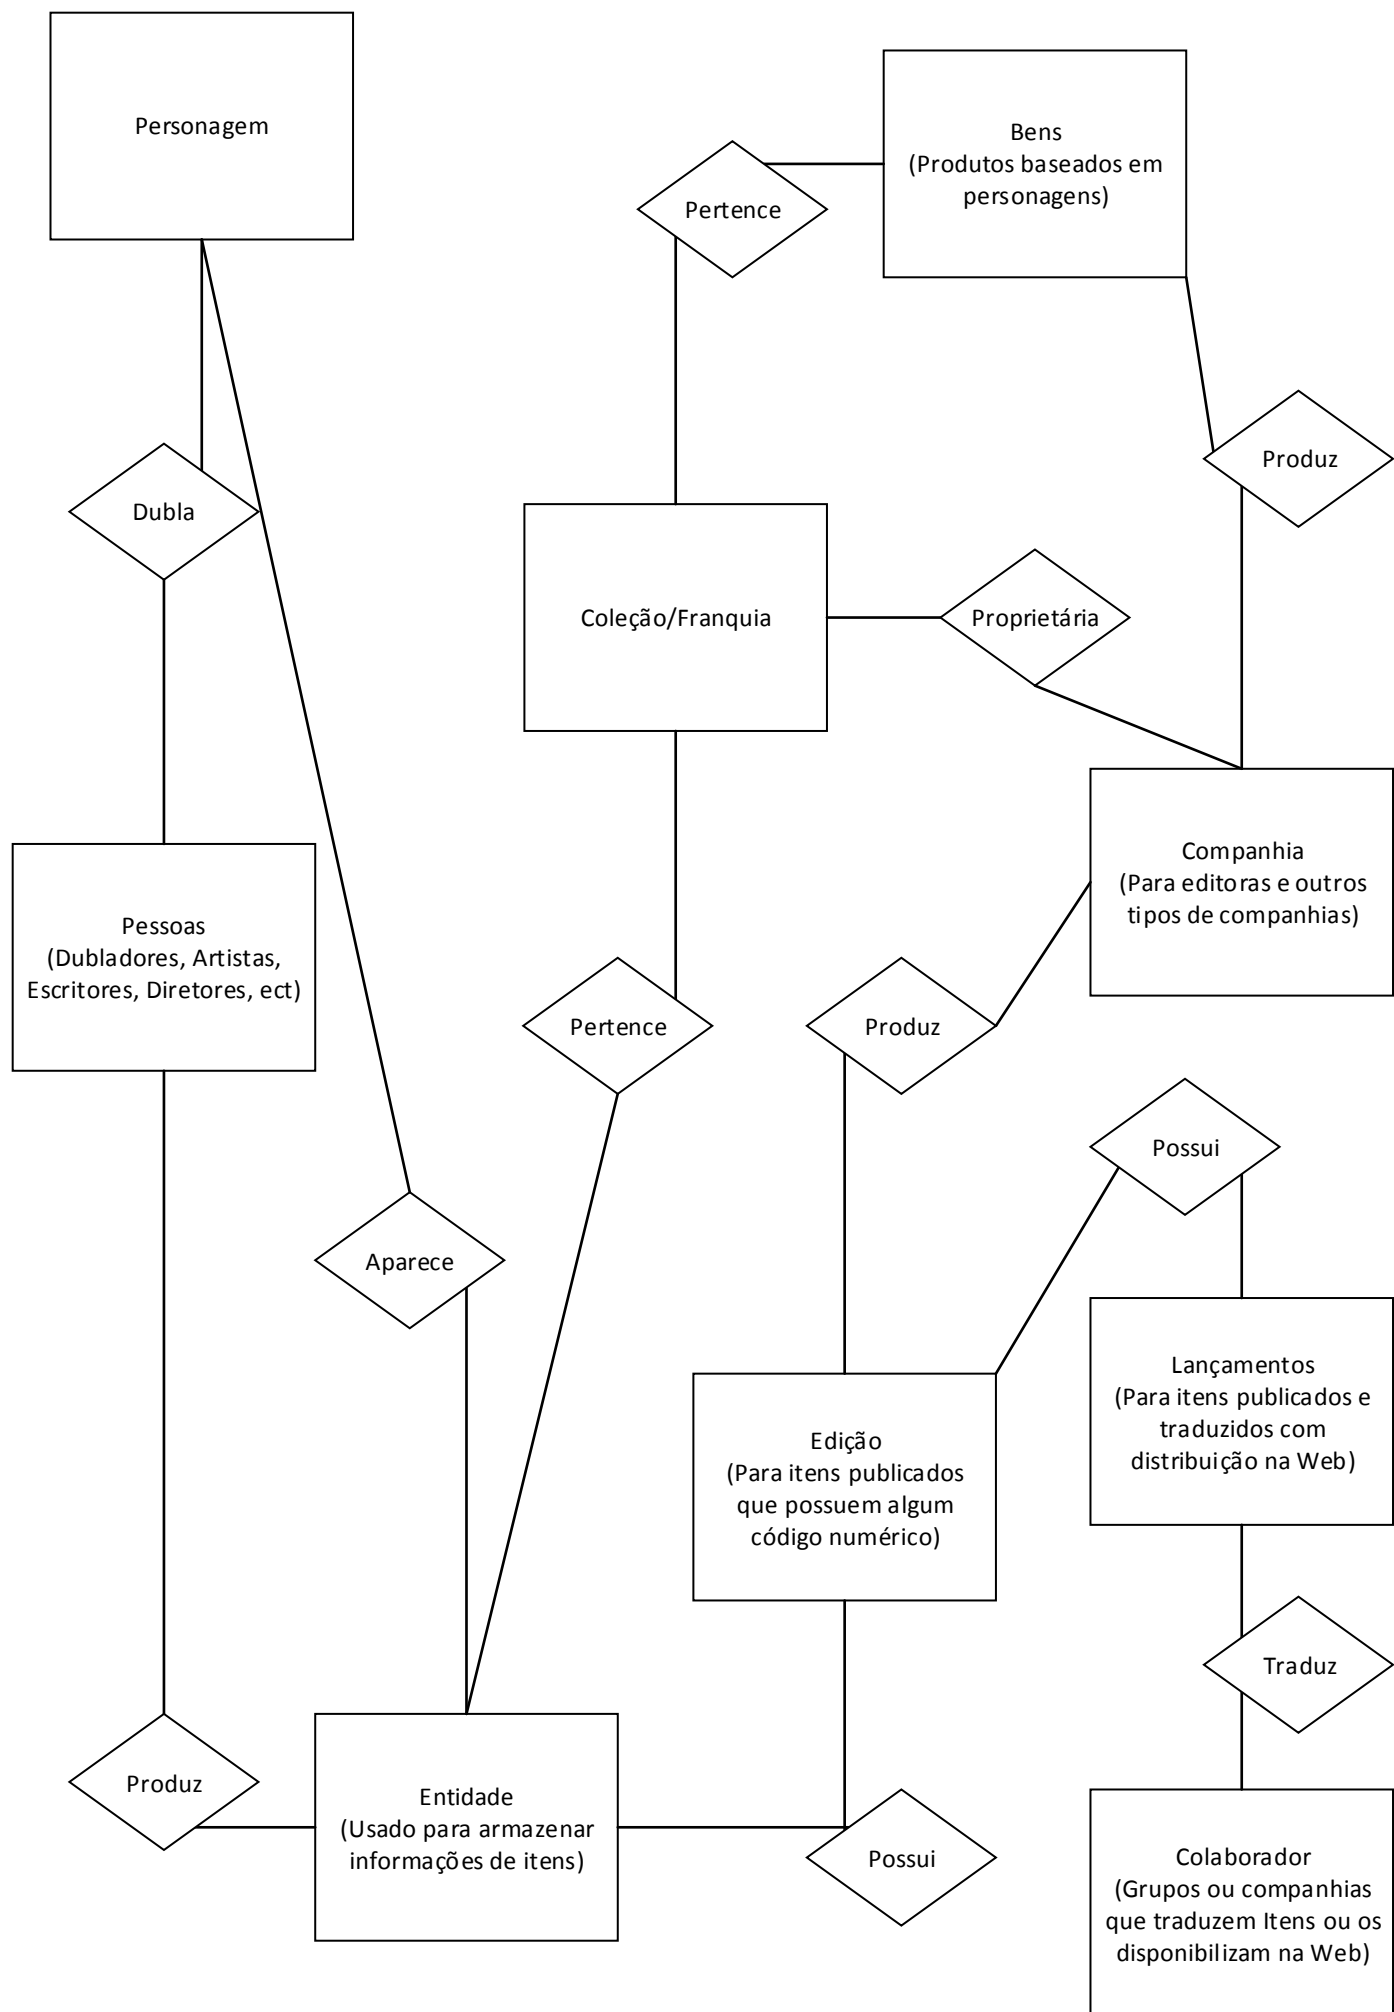 Personagem
Bens
(Produtos baseados em
personagens)
Pertence
Produz
Dubla
Coleção/Franquia
Proprietária
Companhia
(Para editoras e outros
tipos de companhias)
Pessoas
(Dubladores, Artistas,
Escritores, Diretores, ect)
Pertence
Produz
Possui
Aparece
Lançamentos
(Para itens publicados e
traduzidos com
distribuição na Web)
Edição
(Para itens publicados
que possuem algum
código numérico)
Traduz
Produz
Entidade
(Usado para armazenar
informações de itens)
Possui
Colaborador
(Grupos ou companhias
que traduzem Itens ou os
disponibilizam na Web)